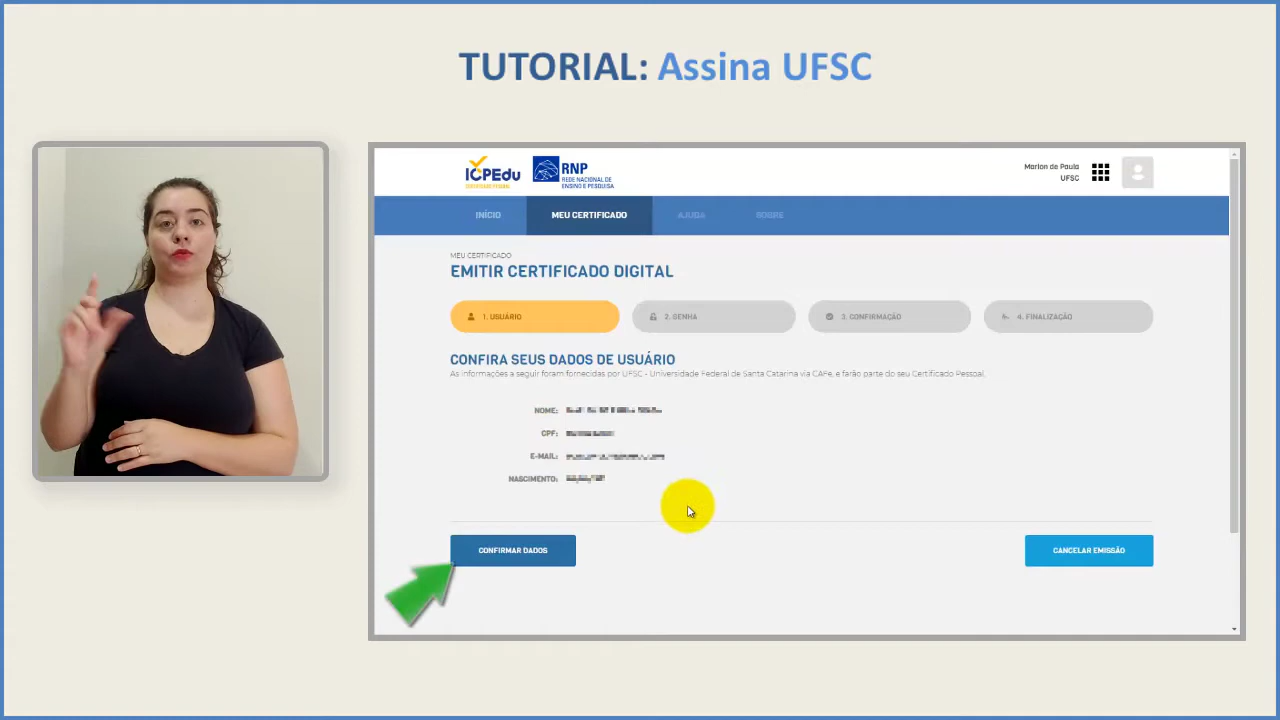 TUTORIAL: Assina UFSC
ICPEdu
RNP
REDE NACIONAL DE
ENSINO E PESQUISA
Marlon de Paula
UFSC
INÍCIO
MEU CERTIFICADO
AJUDA
SOBRE
MEU CERTIFICADO
EMITIR CERTIFICADO DIGITAL
1. USUÁRIO
2. SENHA
3. CONFIRMAÇÃO
4. FINALIZAÇÃO
CONFIRA SEUS DADOS DE USUÁRIO
As informações a seguir foram fornecidas por UFSC - Universidade Federal de Santa Catarina via CAFe, e farão parte do seu Certificado Pessoal.
NOME:
CPF:
E-MAIL:
NASCIMENTO:
CONFIRMAR DADOS
CANCELAR EMISSÃO